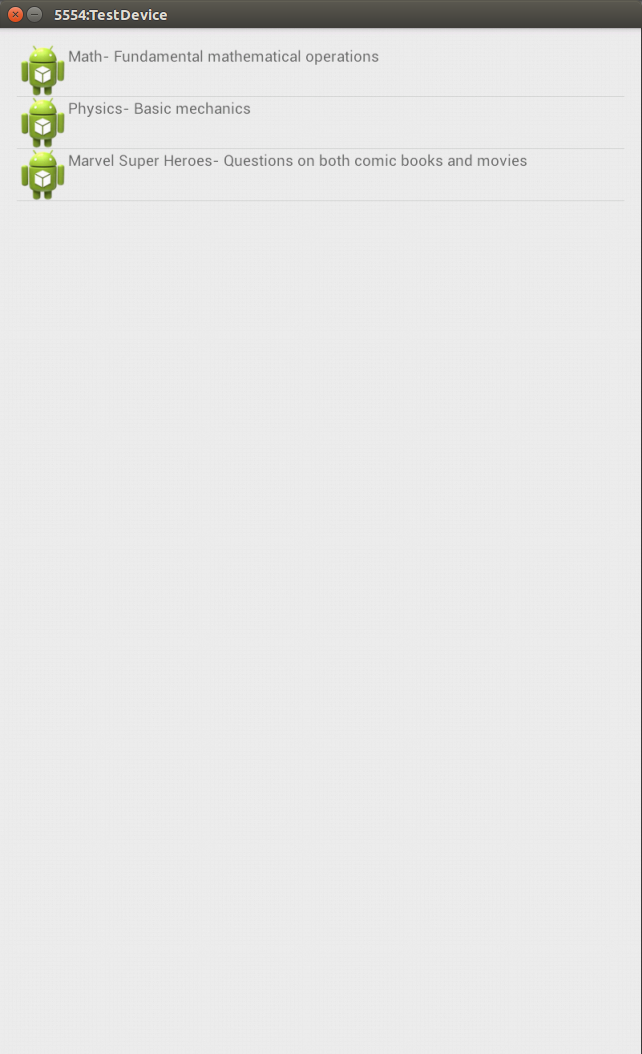 5554:TestDevice
Math- Fundamental mathematical operations
Physics- Basic mechanics
Marvel Super Heroes- Questions on both comic books and movies